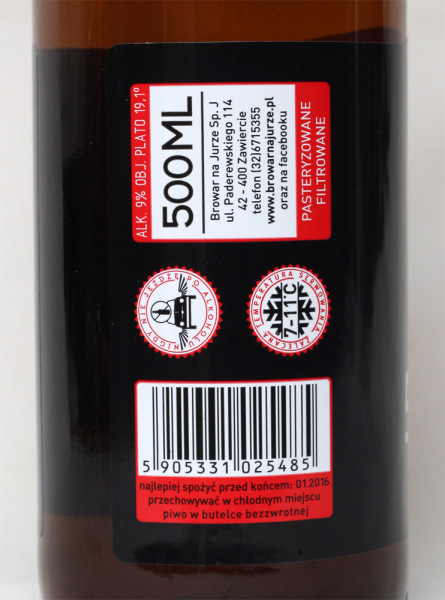 ALK. 9% OBJ. PLATO 19,1°
500ML
Browar na Jurze Sp. J
ul. Paderewskiego 114
42 - 400 Zawiercie
telefon (32)6715355
www.browarnajurze.pl
oraz na facebooku
PASTERYZOWANE
FILTROWANE
NIGDY NIE JEŻDŻĘ PO ALKOHOLU
ZALECANA TEMPERATURA SERWOWANIA
7-11°C
5 905331 025485
najlepiej spożyć przed końcem: 01.2016
przechowywać w chłodnym miejscu
piwo w butelce bezzwrotnej